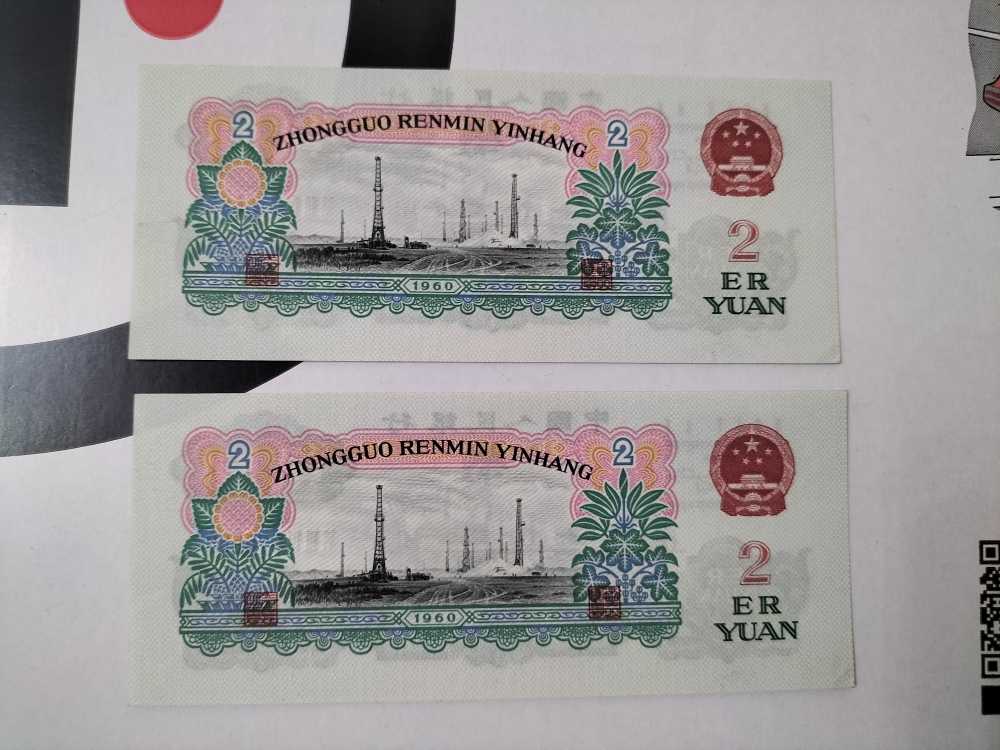 2 ZHONGGUO RENMIN YINHANG 2
2
ER
YUAN
1960
2 ZHONGGUO RENMIN YINHANG 2
2
ER
YUAN
1960